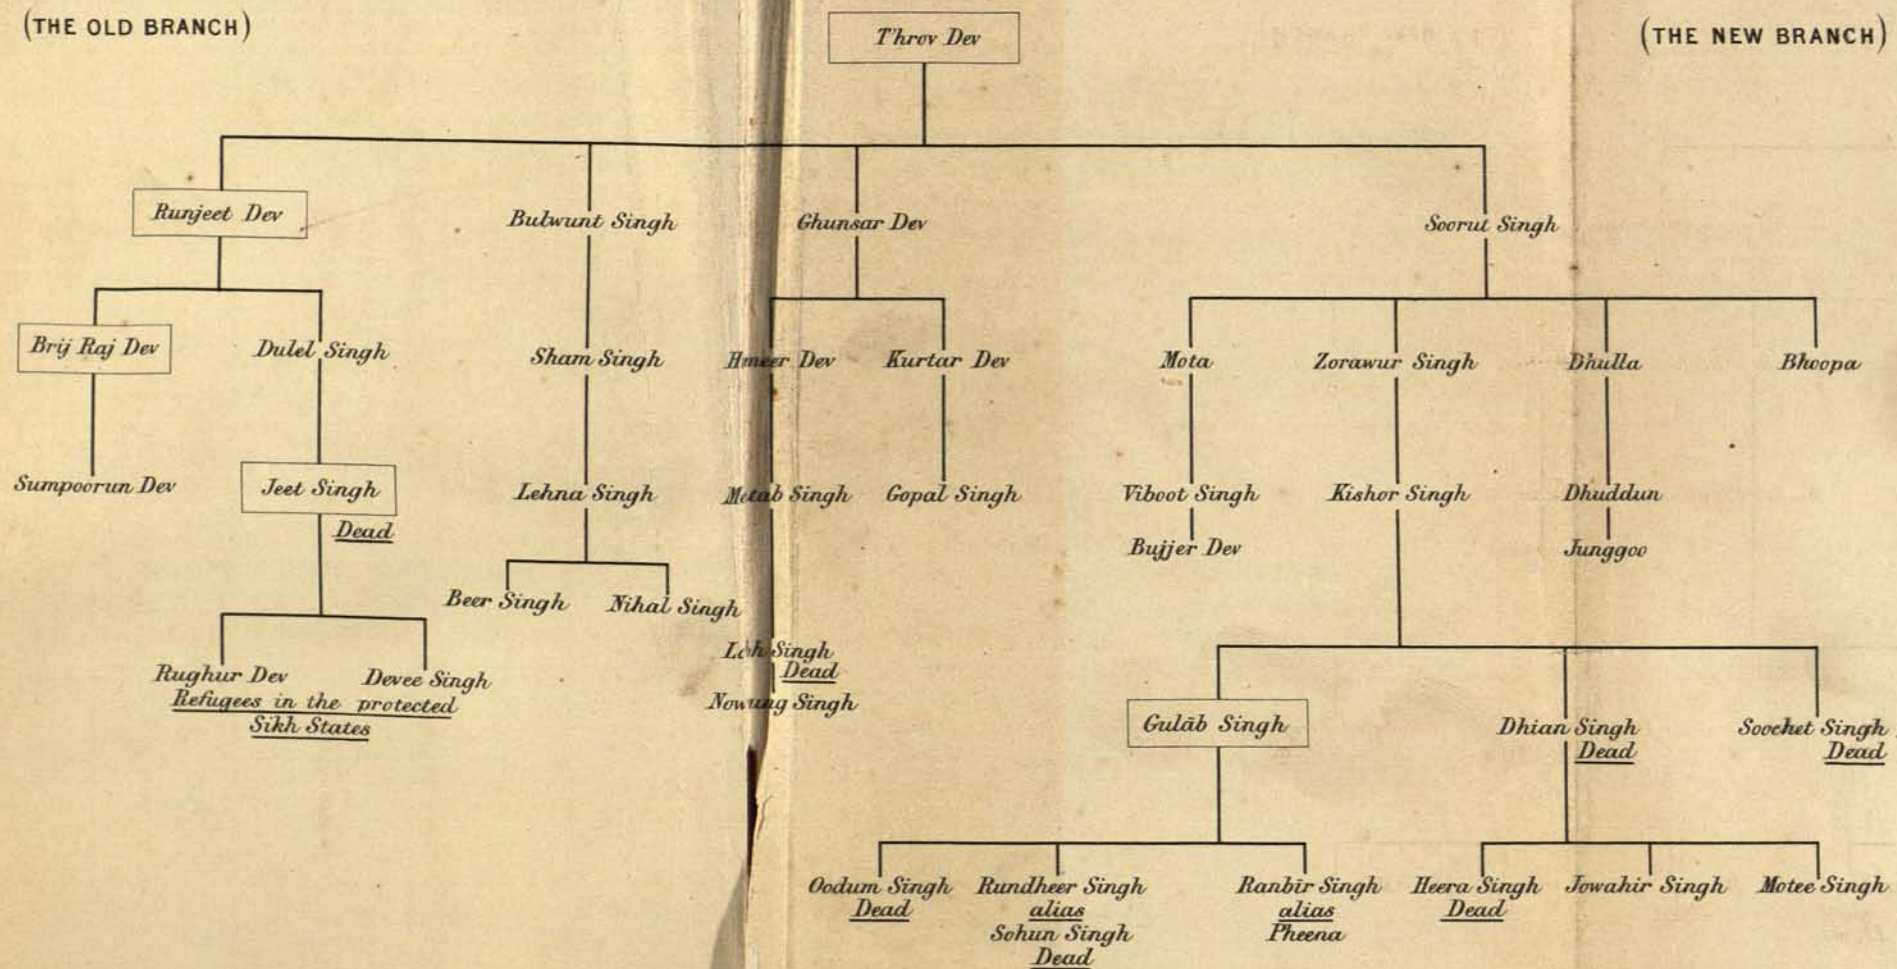 (THE OLD BRANCH)
(THE NEW BRANCH)
T'hrov Dev
Runjeet Dev
Bulwunt Singh
Ghunsar Dev
Soorut Singh
Brij Raj Dev
Dulel Singh
Sham Singh
Hmeer Dev
Kurtar Dev
Mota
Zorawur Singh
Dhulla
Bhoopa
Sumpoorun Dev
Jeet Singh
Dead
Lehna Singh
Metab Singh
Gopal Singh
Viboot Singh
Kishor Singh
Dhuddun
Bujjer Dev
Junggoo
Beer Singh
Nihal Singh
Singh
Dead
Nowung Singh
Rughur Dev
Devee Singh
Refugees in the protected
Sikh States
Gulāb Singh
Dhian Singh
Dead
Soochet Singh
Dead
Oodum Singh
Dead
Rundheer Singh
alias
Sohun Singh
Dead
Ranbīr Singh
alias
Pheena
Heera Singh
Dead
Jowahir Singh
Motee Singh